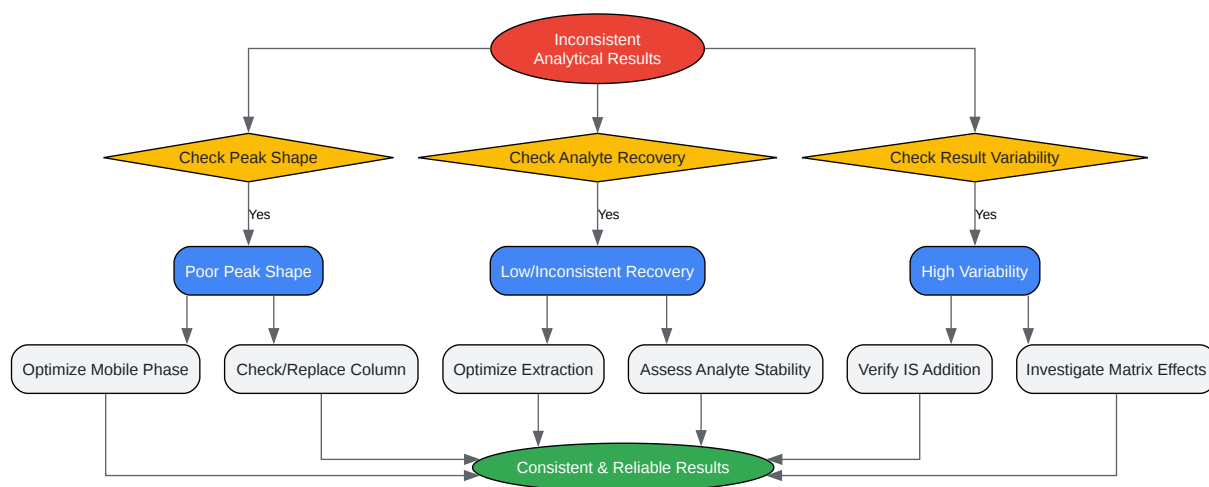 Inconsistent
Analytical Results
Check Peak Shape
Check Analyte Recovery
Check Result Variability
Yes
Yes
Yes
Poor Peak Shape
Low/Inconsistent Recovery
High Variability
Optimize Mobile Phase
Check/Replace Column
Optimize Extraction
Assess Analyte Stability
Verify IS Addition
Investigate Matrix Effects
Consistent & Reliable Results